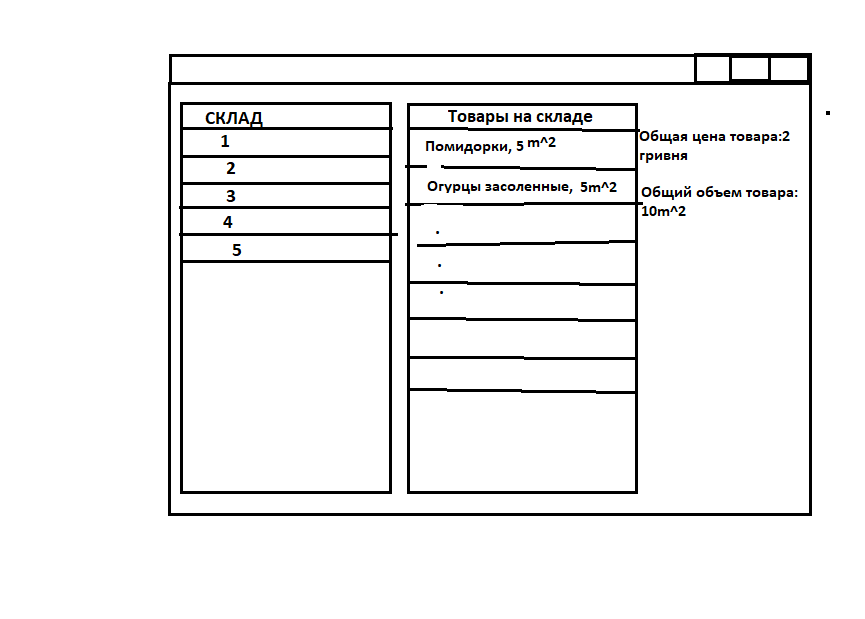 СКЛАД
1
2
3
4
5
Товары на складе
Помидорки, 5 m^2
Огурцы засоленные, 5m^2
.
.
.
Общая цена товара:2
гривня
Общий объем товара:
10m^2